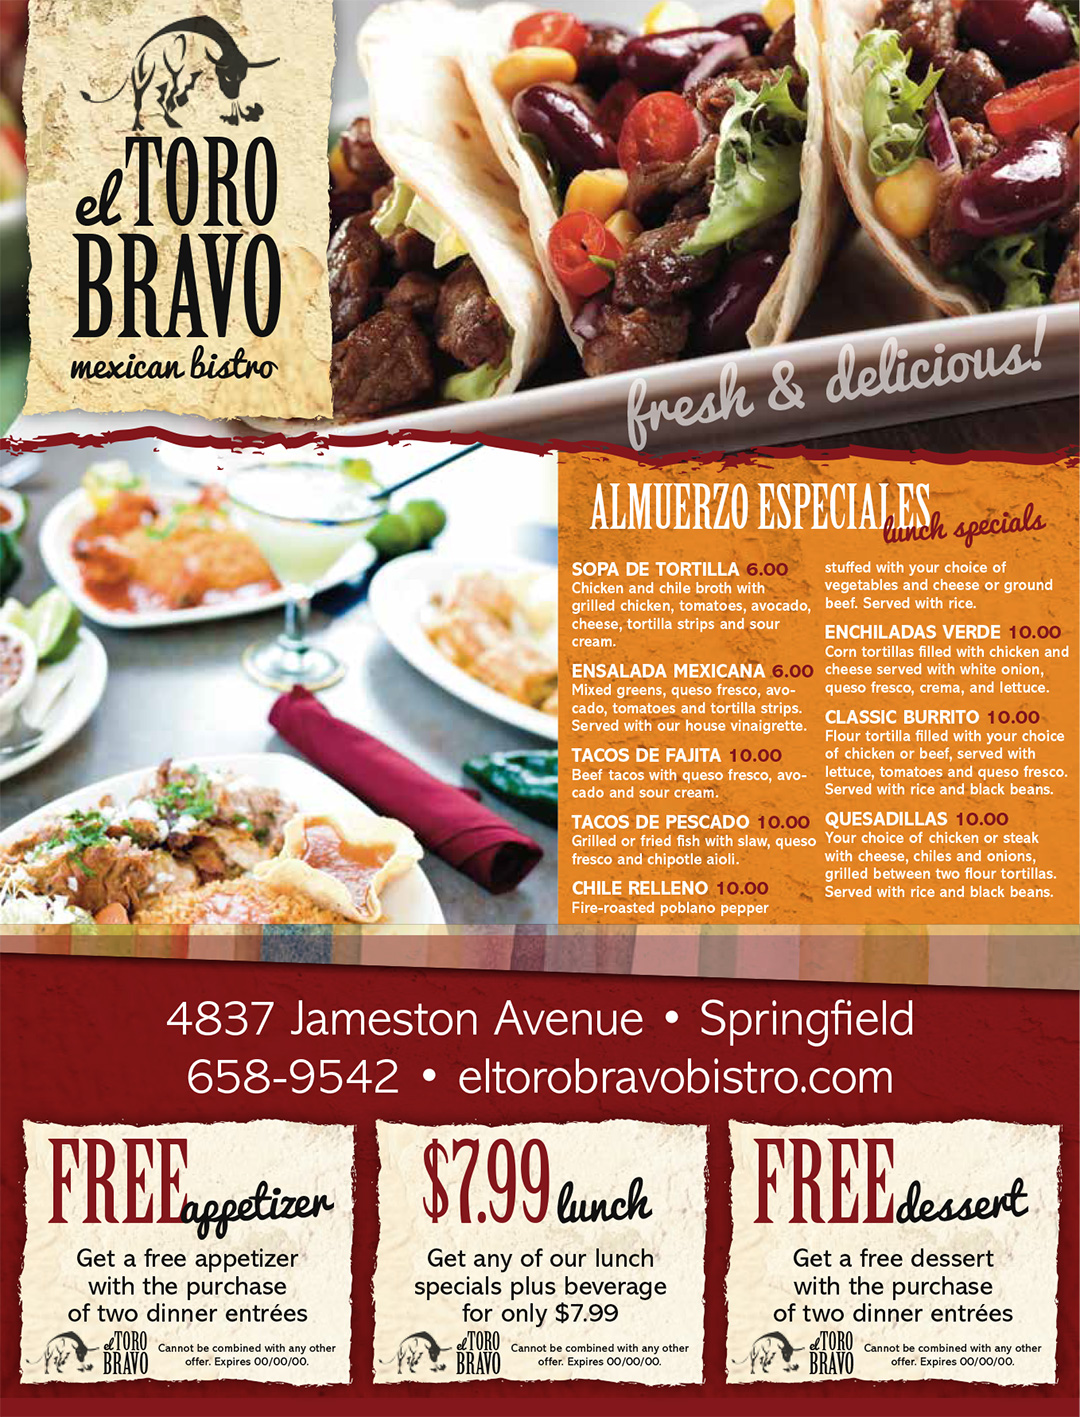 el TORO
BRAVO
mexican bistro
fresh & delicious!
ALMUERZO ESPECIALES
lunch specials
SOPA DE TORTILLA 6.00
Chicken and chile broth with
grilled chicken, tomatoes, avocado,
cheese, tortilla strips and sour
cream.
ENSALADA MEXICANA 6.00
Mixed greens, queso fresco, avo-
cado, tomatoes and tortilla strips.
Served with our house vinaigrette.
TACOS DE FAJITA 10.00
Beef tacos with queso fresco, avo-
cado and sour cream.
TACOS DE PESCADO 10.00
Grilled or fried fish with slaw, queso
fresco and chipotle aioli.
CHILE RELLENO 10.00
Fire-roasted poblano pepper
stuffed with your choice of
vegetables and cheese or ground
beef. Served with rice.
ENCHILADAS VERDE 10.00
Corn tortillas filled with chicken and
cheese served with white onion,
queso fresco, crema, and lettuce.
CLASSIC BURRITO 10.00
Flour tortilla filled with your choice
of chicken or beef, served with
lettuce, tomatoes and queso fresco.
Served with rice and black beans.
QUESADILLAS 10.00
Your choice of chicken or steak
with cheese, chiles and onions,
grilled between two flour tortillas.
Served with rice and black beans.
4837 Jameston Avenue • Springfield
658-9542 • eltorobravobistro.com
FREE appetizer
Get a free appetizer
with the purchase
of two dinner entrées
el TORO
BRAVO
Cannot be combined with any other
offer. Expires 00/00/00.
$7.99 lunch
Get any of our lunch
specials plus beverage
for only $7.99
el TORO
BRAVO
Cannot be combined with any other
offer. Expires 00/00/00.
FREE dessert
Get a free dessert
with the purchase
of two dinner entrées
el TORO
BRAVO
Cannot be combined with any other
offer. Expires 00/00/00.